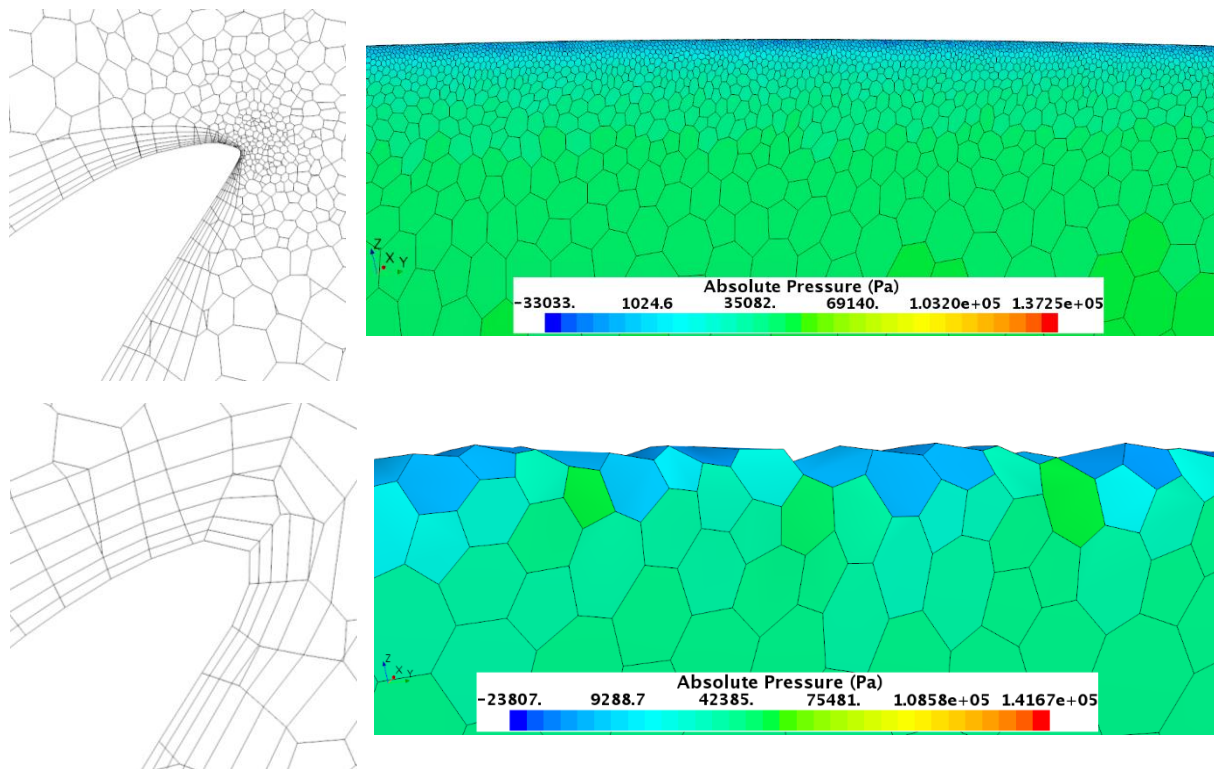 Z
X Y
Absolute Pressure (Pa)
-33033. 1024.6 35082. 69140. 1.0320e+05 1.3725e+05
Z
X Y
Absolute Pressure (Pa)
-23807. 9288.7 42385. 75481. 1.0858e+05 1.4167e+05